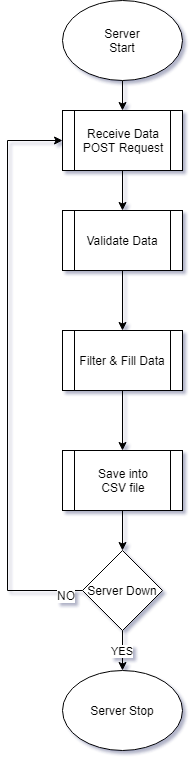 Server
Start
Receive Data
POST Request
Validate Data
Filter & Fill Data
Save into
CSV file
Server Down
NO
YES
Server Stop